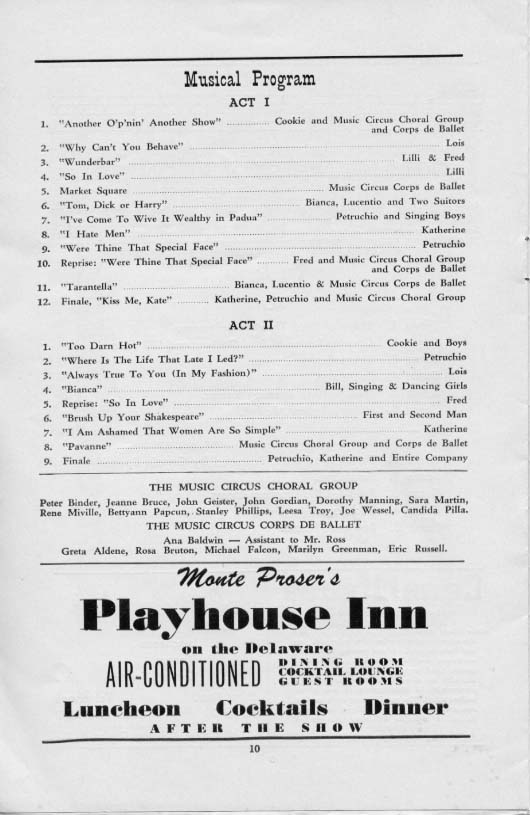 Musical Program
ACT I
1. "Another O'p'nin' Another Show" ................ Cookie and Music Circus Choral Group
and Corps de Ballet
2. "Why Can't You Behave" ................ Lois
3. "Wunderbar" ................ Lilli & Fred
4. "So In Love" ................ Lilli
5. Market Square ................ Music Circus Corps de Ballet
6. "Tom, Dick or Harry" ................ Bianca, Lucentio and Two Suitors
7. "I've Come To Wive It Wealthy in Padua" ................ Petruchio and Singing Boys
8. "I Hate Men" ................ Katherine
9. "Were Thine That Special Face" ................ Petruchio
10. Reprise: "Were Thine That Special Face" ........... Fred and Music Circus Choral Group
and Corps de Ballet
11. "Tarantella" ................ Bianca, Lucentio & Music Circus Corps de Ballet
12. Finale, "Kiss Me, Kate" ........... Katherine, Petruchio and Music Circus Choral Group
ACT II
1. "Too Darn Hot" ................ Cookie and Boys
2. "Where Is The Life That Late I Led?" ................ Petruchio
3. "Always True To You (In My Fashion)" ................ Lois
4. "Bianca" ................ Bill, Singing & Dancing Girls
5. Reprise: "So In Love" ................ Fred
6. "Brush Up Your Shakespeare" ................ First and Second Man
7. "I Am Ashamed That Women Are So Simple" ................ Katherine
8. "Pavanne" ................ Music Circus Choral Group and Corps de Ballet
9. Finale ................ Petruchio, Katherine and Entire Company
THE MUSIC CIRCUS CHORAL GROUP
Peter Binder, Jeanne Bruce, John Geister, John Gordian, Dorothy Manning, Sara Martin,
Rene Miville, Bettyann Papcun, Stanley Phillips, Leesa Troy, Joe Wessel, Candida Pilla.
THE MUSIC CIRCUS CORPS DE BALLET
Ana Baldwin — Assistant to Mr. Ross
Greta Aldene, Rosa Bruton, Michael Falcon, Marilyn Greenman, Eric Russell.
Monte Proser's
Playhouse Inn
on the Delaware
AIR-CONDITIONED
DINING ROOM
COCKTAIL LOUNGE
GUEST ROOMS
Luncheon Cocktails Dinner
AFTER THE SHOW
10